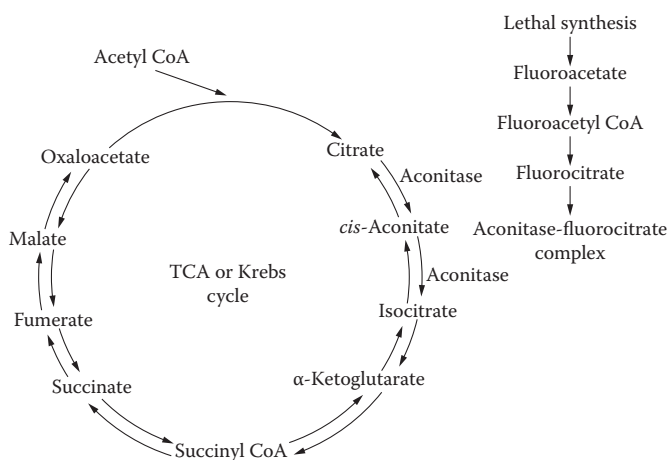 Lethal synthesis
Acetyl CoA
Fluoroacetate
Fluoroacetyl CoA
Oxaloacetate
Citrate
Aconitase
Fluorocitrate
cis-Aconitate
Aconitase-fluorocitrate
complex
Malate
TCA or Krebs
cycle
Aconitase
Isocitrate
Fumerate
α-Ketoglutarate
Succinate
Succinyl CoA